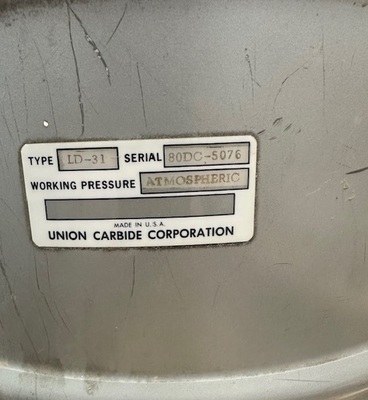 TYPE LD-31 SERIAL 80DC-5076
WORKING PRESSURE ATMOSPHERIC
MADE IN U.S.A.
UNION CARBIDE CORPORATION